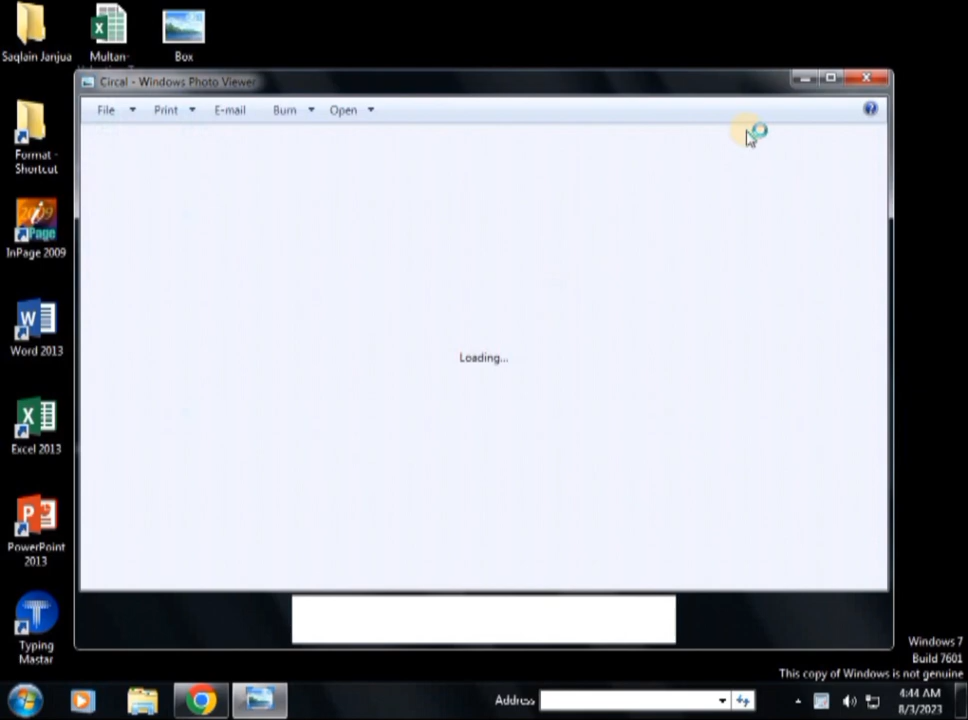 Saqlain Janjua
Multan-
Box
Circal - Windows Photo Viewer
File
Print
E-mail
Burn
Open
Format -
Shortcut
2009
Page
InPage 2009
Loading...
Word 2013
Excel 2013
PowerPoint
2013
Typing
Mastar
Windows 7
Build 7601
This copy of Windows is not genuine
Address
4:44 AM
8/3/2023